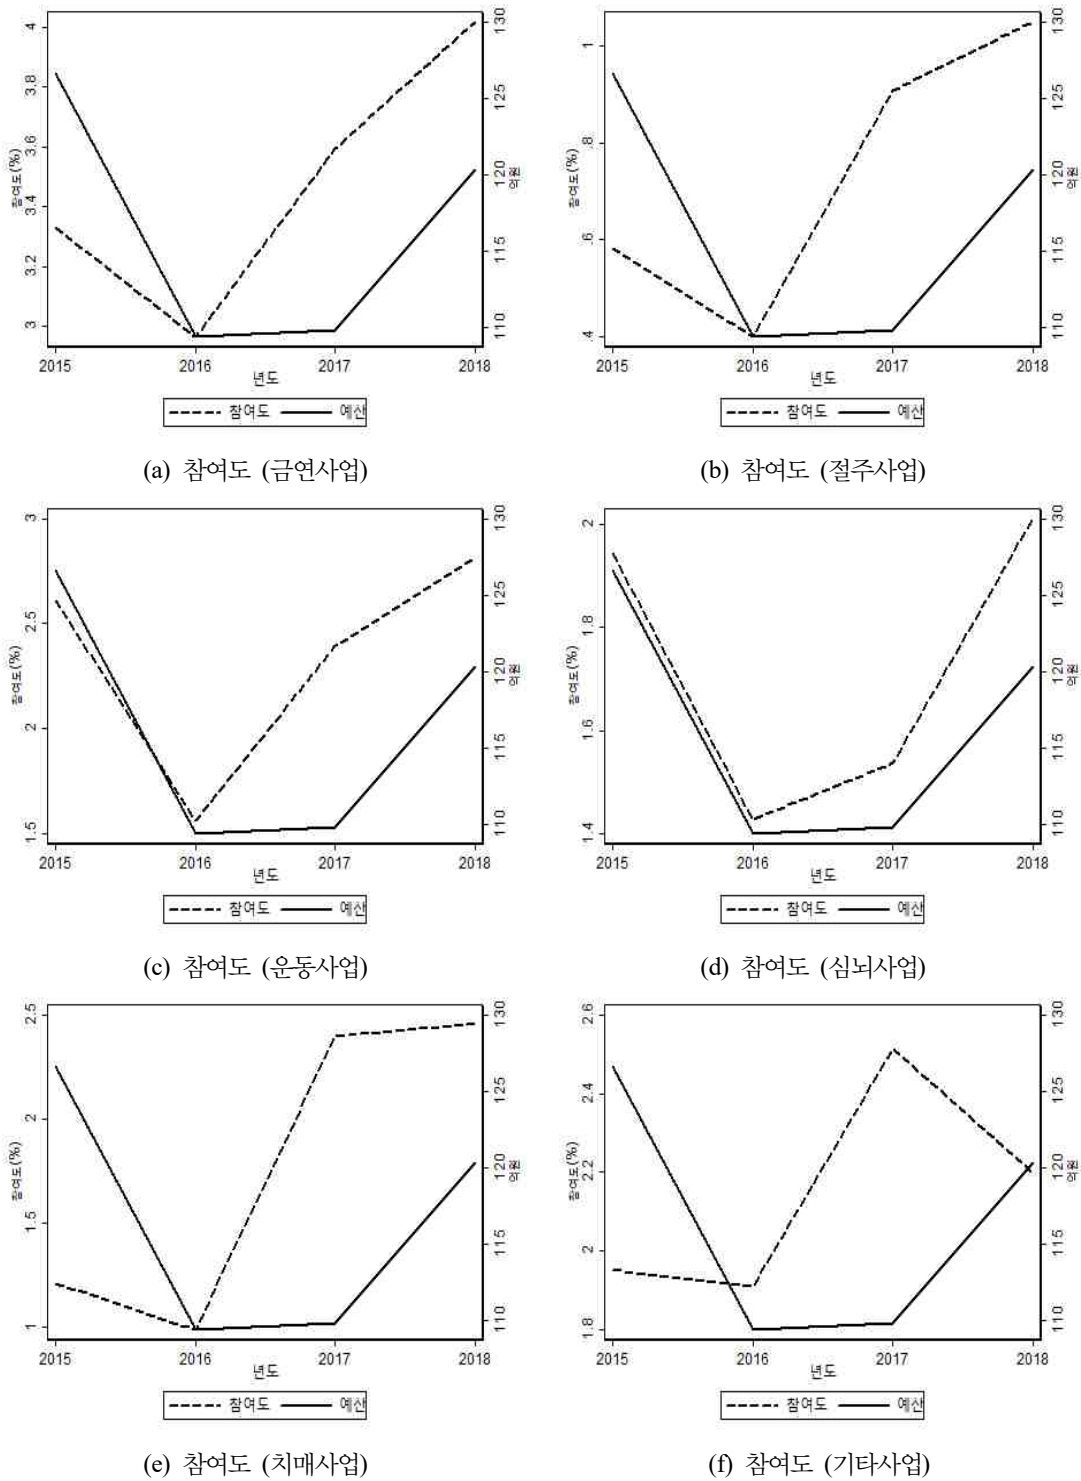 4
3.8
3.6
3.4
3.2
3
참여도(%)
130
125
120
115
110
억원
2015 2016 2017 2018
년도
참여도 예산
(a) 참여도 (금연사업)
1
.8
.6
.4
참여도(%)
130
125
120
115
110
억원
2015 2016 2017 2018
년도
참여도 예산
(b) 참여도 (절주사업)
3
2.5
2
1.5
참여도(%)
130
125
120
115
110
억원
2015 2016 2017 2018
년도
참여도 예산
(c) 참여도 (운동사업)
2
1.8
1.6
1.4
참여도(%)
130
125
120
115
110
억원
2015 2016 2017 2018
년도
참여도 예산
(d) 참여도 (심뇌사업)
2.5
2
1.5
1
참여도(%)
130
125
120
115
110
억원
2015 2016 2017 2018
년도
참여도 예산
(e) 참여도 (치매사업)
2.6
2.4
2.2
2
1.8
참여도(%)
130
125
120
115
110
억원
2015 2016 2017 2018
년도
참여도 예산
(f) 참여도 (기타사업)